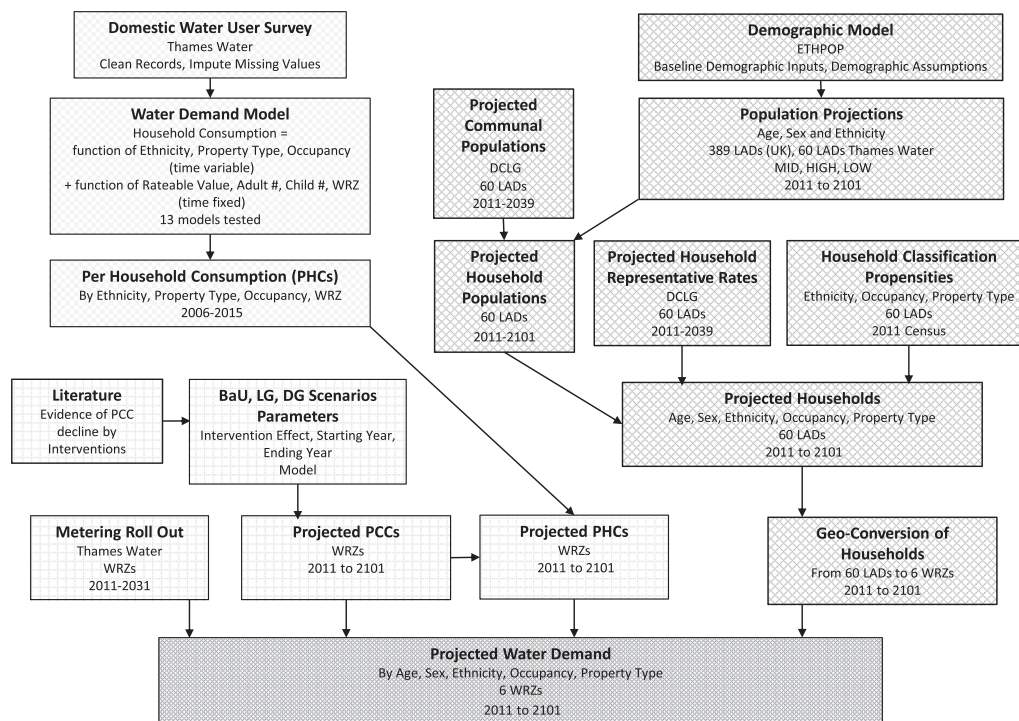 Domestic Water User Survey
Thames Water
Clean Records, Impute Missing Values
Water Demand Model
Household Consumption =
function of Ethnicity, Property Type, Occupancy
(time variable)
+ function of Rateable Value, Adult #, Child #, WRZ
(time fixed)
13 models tested
Per Household Consumption (PHCs)
By Ethnicity, Property Type, Occupancy, WRZ
2006-2015
Demographic Model
ETHPOP
Baseline Demographic Inputs, Demographic Assumptions
Projected
Communal
Populations
DCLG
60 LADs
2011-2039
Population Projections
Age, Sex and Ethnicity
389 LADs (UK), 60 LADs Thames Water
MID, HIGH, LOW
2011 to 2101
Projected
Household
Populations
60 LADs
2011-2101
Projected Household
Representative Rates
DCLG
60 LADs
2011-2039
Household Classification
Propensities
Ethnicity, Occupancy, Property Type
60 LADs
2011 Census
Literature
Evidence of PCC
decline by
Interventions
BaU, LG, DG Scenarios
Parameters
Intervention Effect, Starting Year,
Ending Year
Model
Projected Households
Age, Sex, Ethnicity, Occupancy, Property Type
60 LADs
2011 to 2101
Metering Roll Out
Thames Water
WRZs
2011-2031
Projected PCCs
WRZs
2011 to 2101
Projected PHCs
WRZs
2011 to 2101
Geo-Conversion of
Households
From 60 LADs to 6 WRZs
2011 to 2101
Projected Water Demand
By Age, Sex, Ethnicity, Occupancy, Property Type
6 WRZs
2011 to 2101